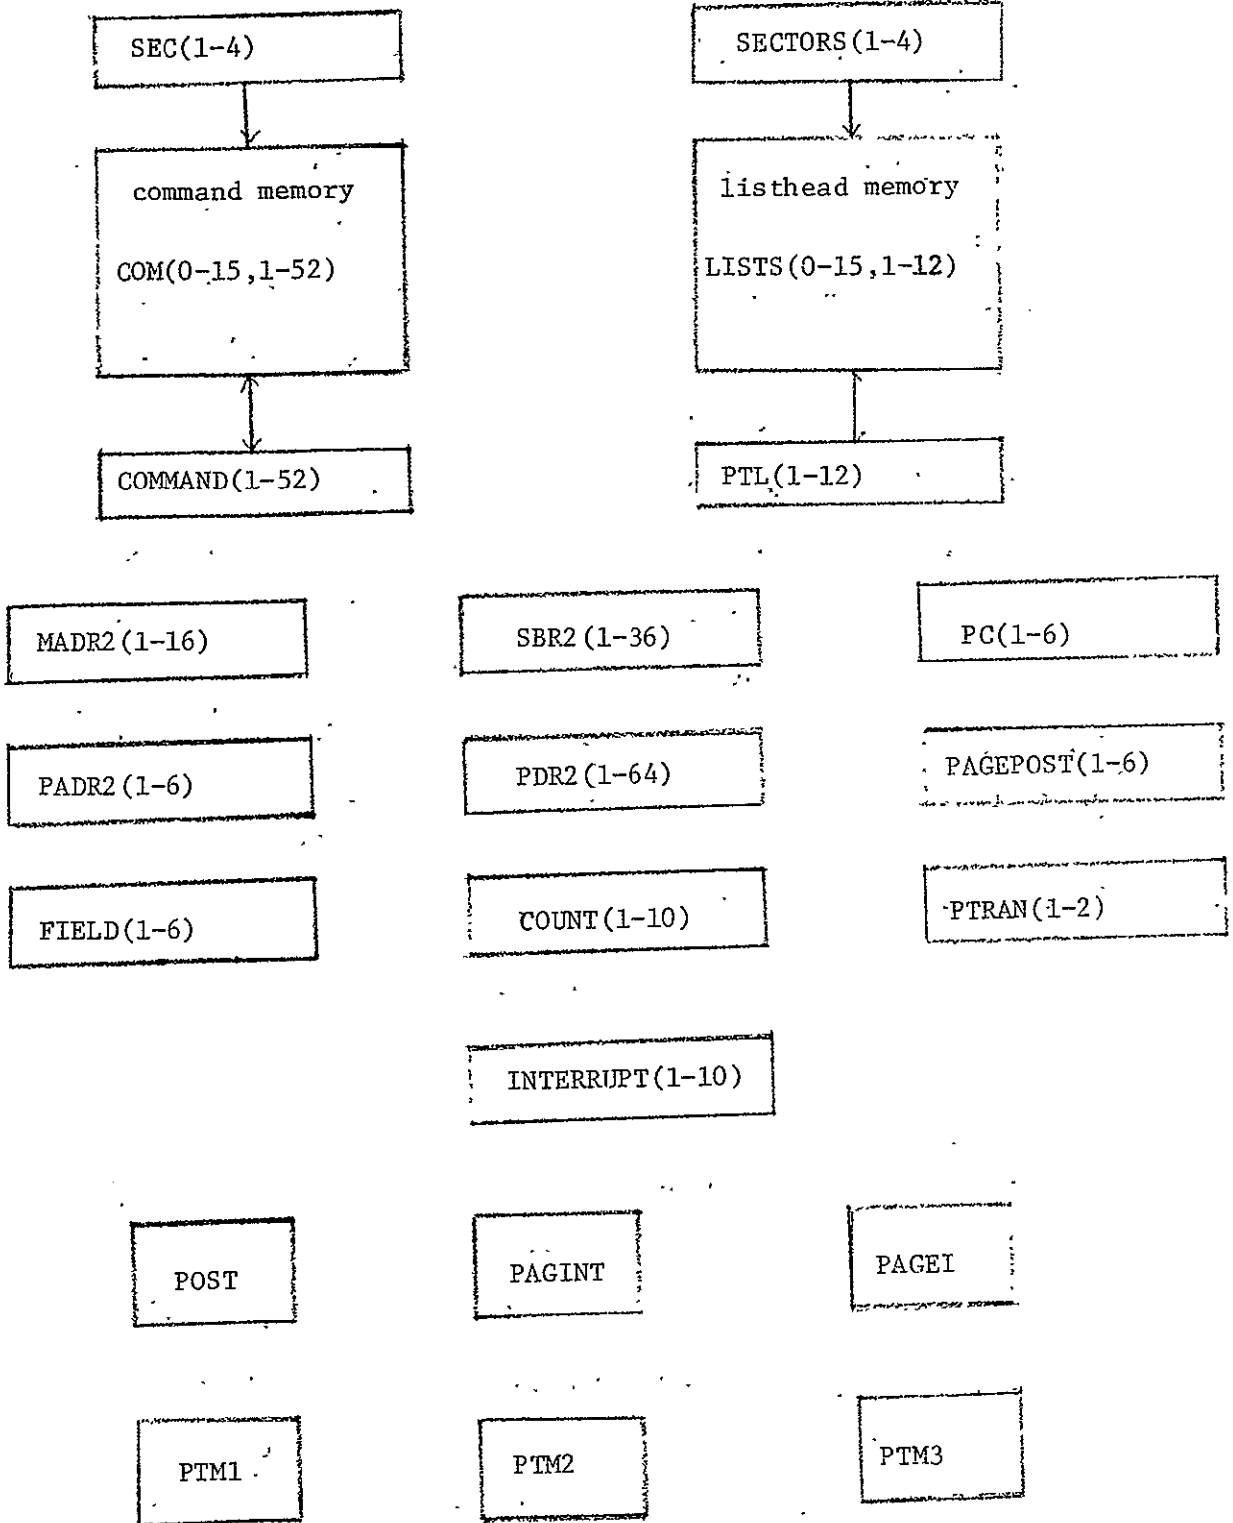 SEC(1-4)
SECTORS(1-4)
command memory
COM(0-15,1-52)
listhead memory
LISTS(0-15,1-12)
COMMAND(1-52)
PTL(1-12)
MADR2(1-16)
SBR2(1-36)
PC(1-6)
PADR2(1-6)
PDR2(1-64)
PAGEPOST(1-6)
FIELD(1-6)
COUNT(1-10)
PTRAN(1-2)
INTERRUPT(1-10)
POST
PAGINT
PAGEI
PTM1
PTM2
PTM3